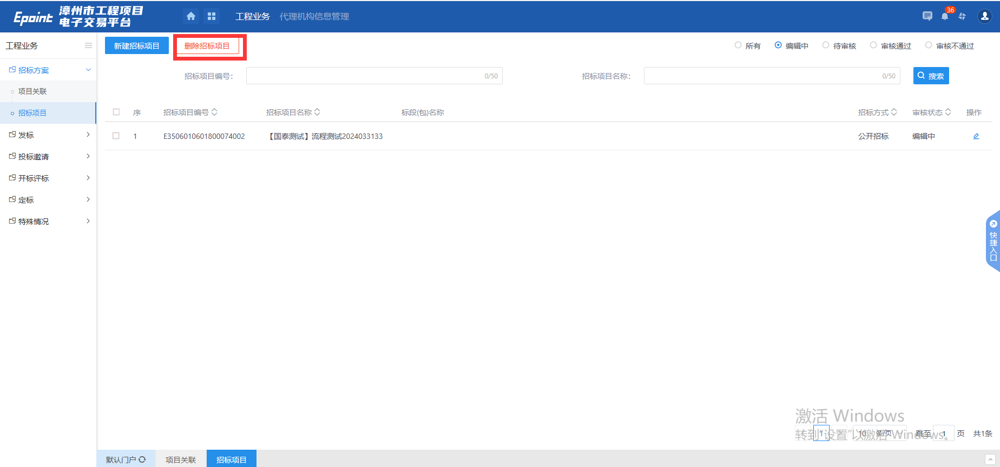 Epoint 漳州市工程项目
电子交易平台
工程业务 代理机构信息管理
36
工程业务
招标方案
项目关联
招标项目
发标
投标邀请
开标评标
定标
特殊情况
新建招标项目 删除招标项目
所有 编辑中 待审核 审核通过 审核不通过
招标项目编号: 0/50 招标项目名称: 0/50 搜索
序 招标项目编号 招标项目名称 标段(包)名称 招标方式 审核状态 操作
1 E3506010601800074002 【国泰测试】流程测试2024033133 公开招标 编辑中
快捷入口
激活 Windows
转到"设置"以激活 Windows。
1 10 条/页 跳至 1 页 共1条
默认门户 项目关联 招标项目